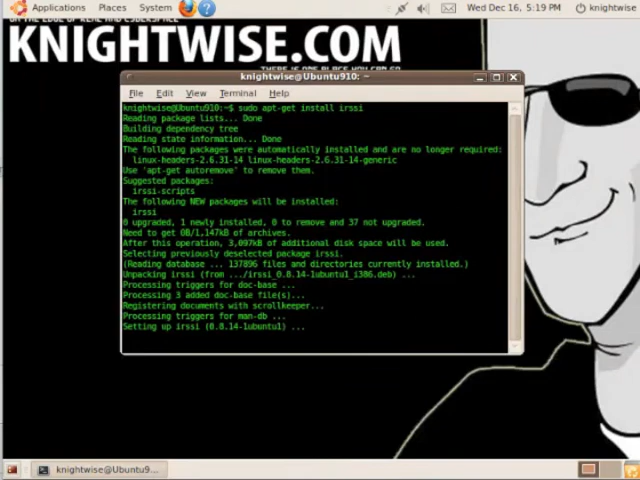 Applications Places System Wed Dec 16, 5:19 PM knightwise
ON THE EDGE OF REAL AND CYBERSPACE
KNIGHTWISE.COM
THERE IS ONE PLACE YOU CAN GO
knightwise@Ubuntu910: ~
File Edit View Terminal Help
knightwise@Ubuntu910:~$ sudo apt-get install irssi
Reading package lists... Done
Building dependency tree
Reading state information... Done
The following packages were automatically installed and are no longer required:
linux-headers-2.6.31-14 linux-headers-2.6.31-14-generic
Use 'apt-get autoremove' to remove them.
Suggested packages:
irssi-scripts
The following NEW packages will be installed:
irssi
0 upgraded, 1 newly installed, 0 to remove and 37 not upgraded.
Need to get 0B/1,147kB of archives.
After this operation, 3,097kB of additional disk space will be used.
Selecting previously deselected package irssi.
(Reading database ... 137896 files and directories currently installed.)
Unpacking irssi (from .../irssi_0.8.14-1ubuntu1_i386.deb) ...
Processing triggers for doc-base ...
Processing 3 added doc-base file(s)...
Registering documents with scrollkeeper...
Processing triggers for man-db ...
Setting up irssi (0.8.14-1ubuntu1) ...
knightwise@Ubuntu9...